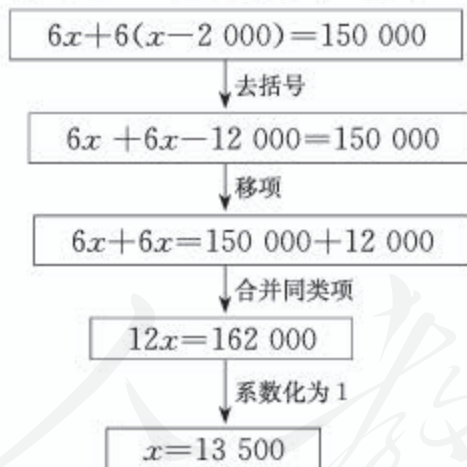 6x+6(x-2 000)=150 000
去括号
6x +6x-12 000=150 000
移项
6x+6x=150 000+12 000
合并同类项
12x=162 000
系数化为 1
x=13 500